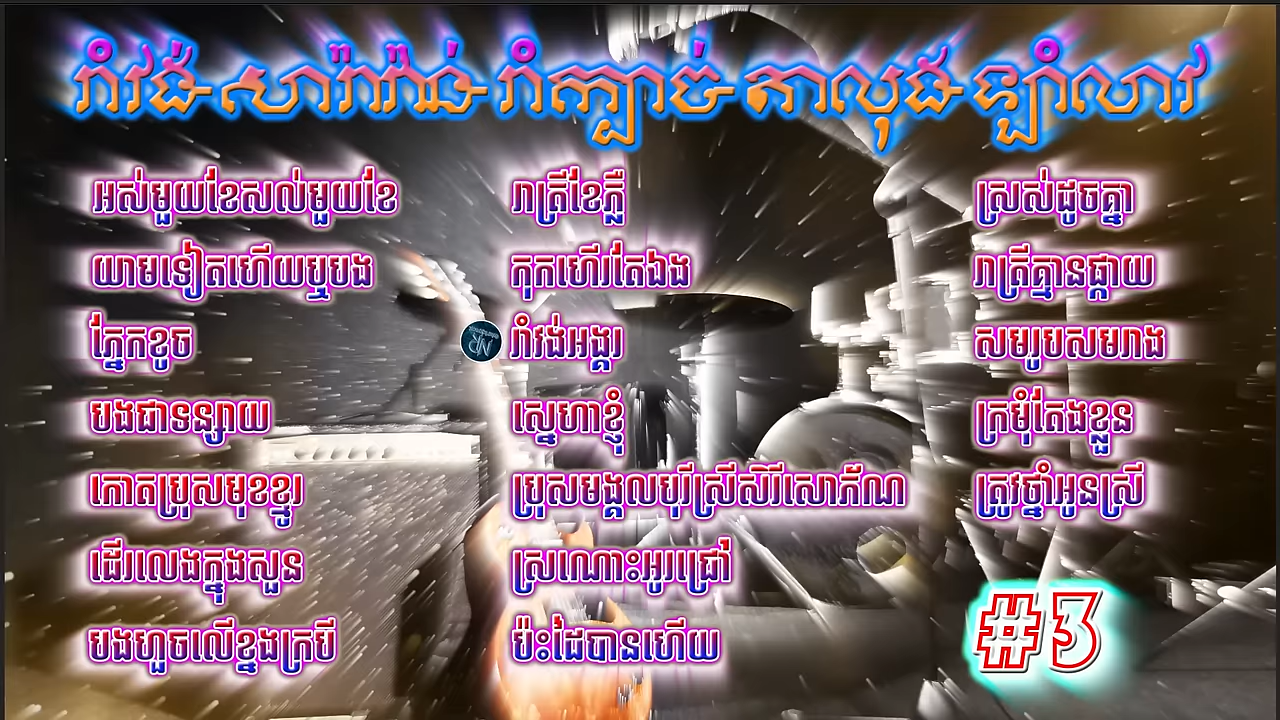 រាំវង់-សារ៉ាវ៉ាន់-រាំក្បាច់-តាលុង-ឡាំលាវ
អស់មួយខែសល់មួយខែ
យាមទៀតហើយឬបង
ភ្នែកខូច
បងជាទន្សាយ
កោតប្រុសមុខខ្មូរ
ដើរលេងក្នុងសួន
បងហួចលើខ្នងក្របី
រាត្រីខែភ្លឺ
កុកហើរតែឯង
រាំវង់អង្គរ
ស្នេហាខ្ញុំ
ប្រុសមង្គលបុរីស្រីសិរីសោភ័ណ
ស្រណោះអូរជ្រៅ
ប៉ះដៃបានហើយ
ស្រស់ដូចគ្នា
រាត្រីគ្មានផ្កាយ
សមរូបសមរាង
ក្រមុំតែងខ្លួន
ត្រូវថ្នាំអូនស្រី
#3